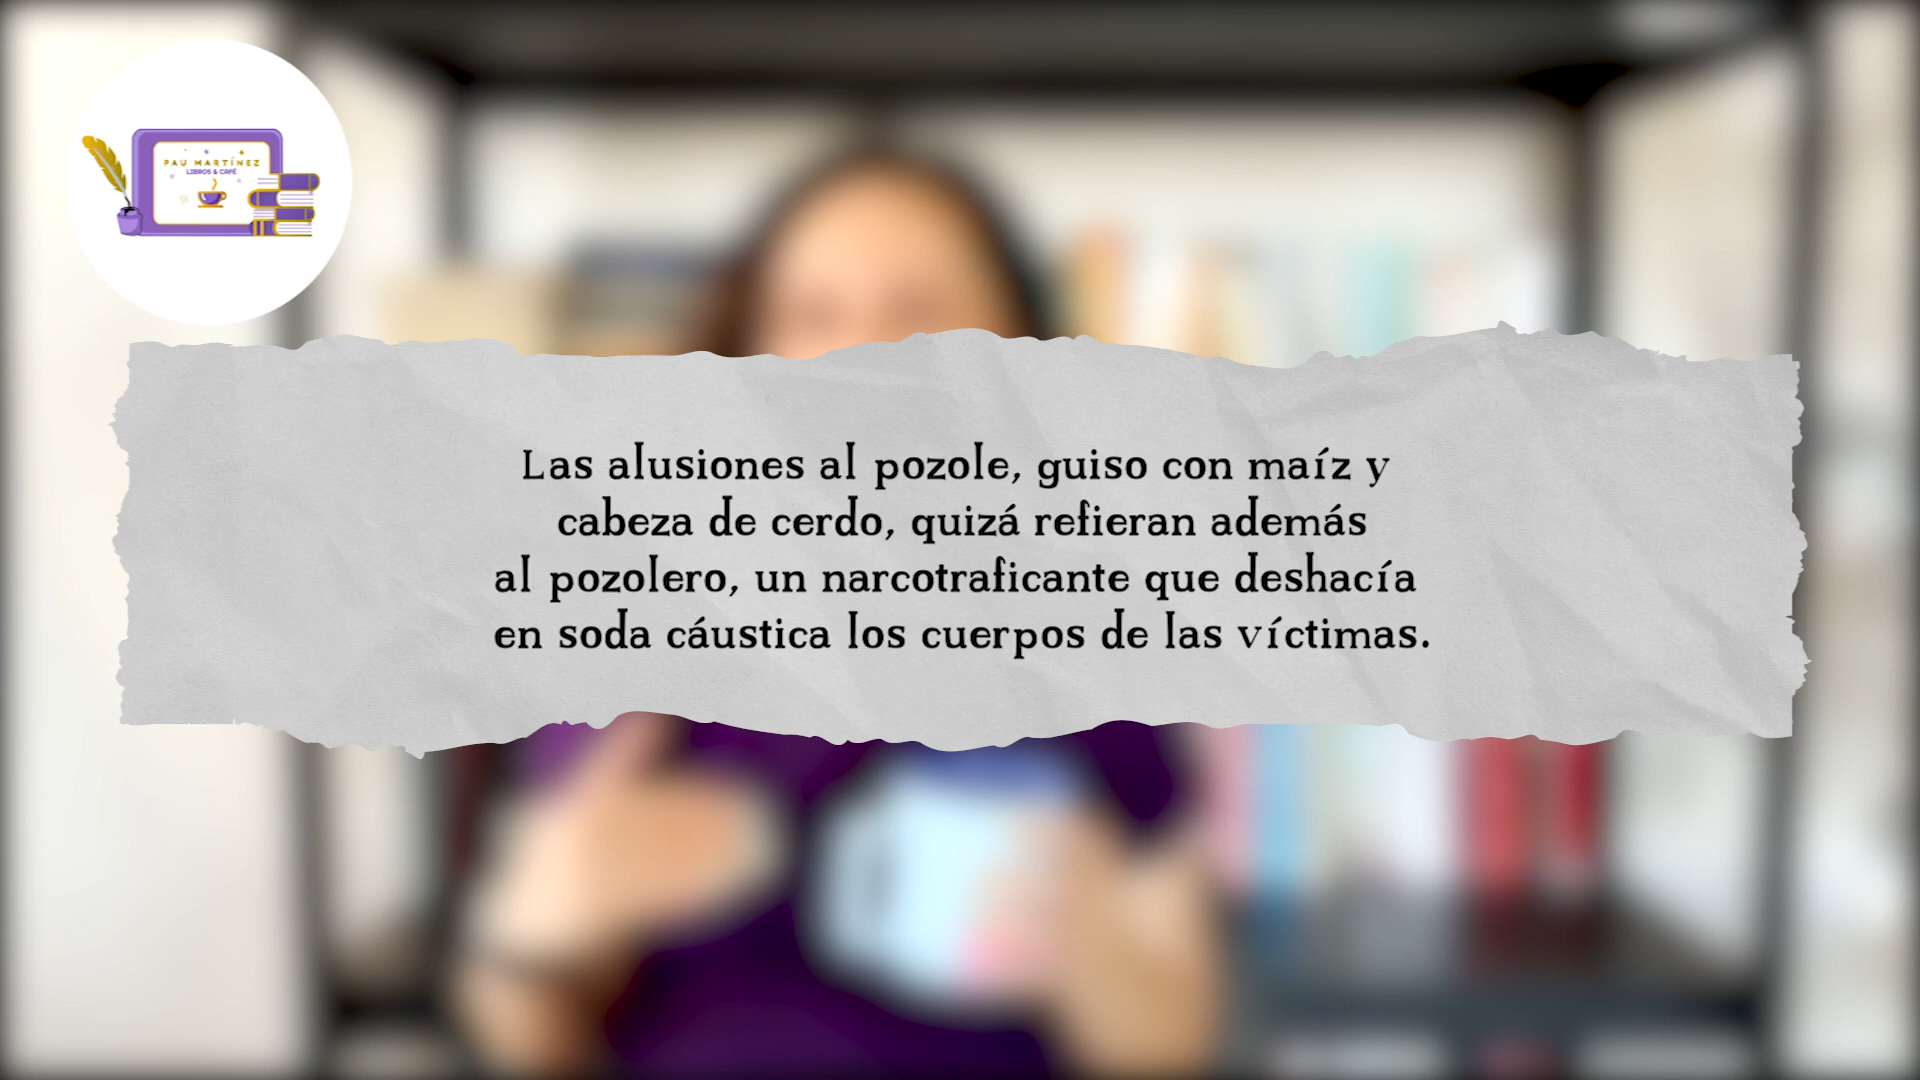 PAU MARTÍNEZ
LIBROS & CAFÉ
Las alusiones al pozole, guiso con maíz y
cabeza de cerdo, quizá refieran además
al pozolero, un narcotraficante que deshacía
en soda cáustica los cuerpos de las víctimas.